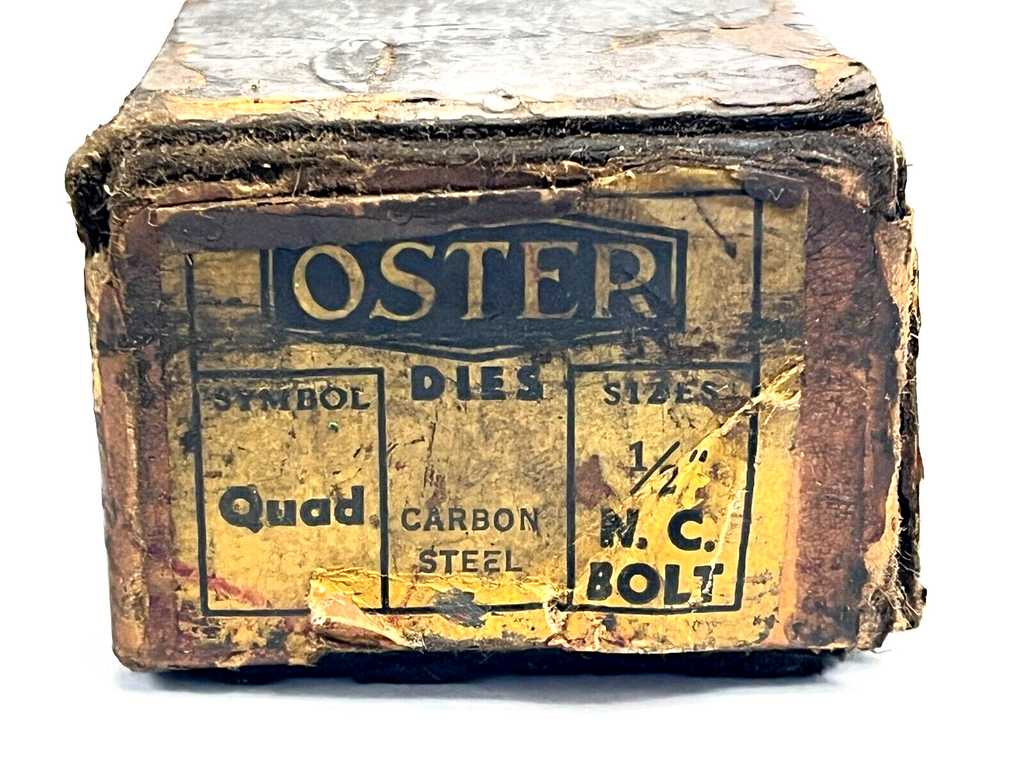 OSTER
DIES
SYMBOL
Quad
CARBON
STEEL
SIZES
1/2"
N. C.
BOLT